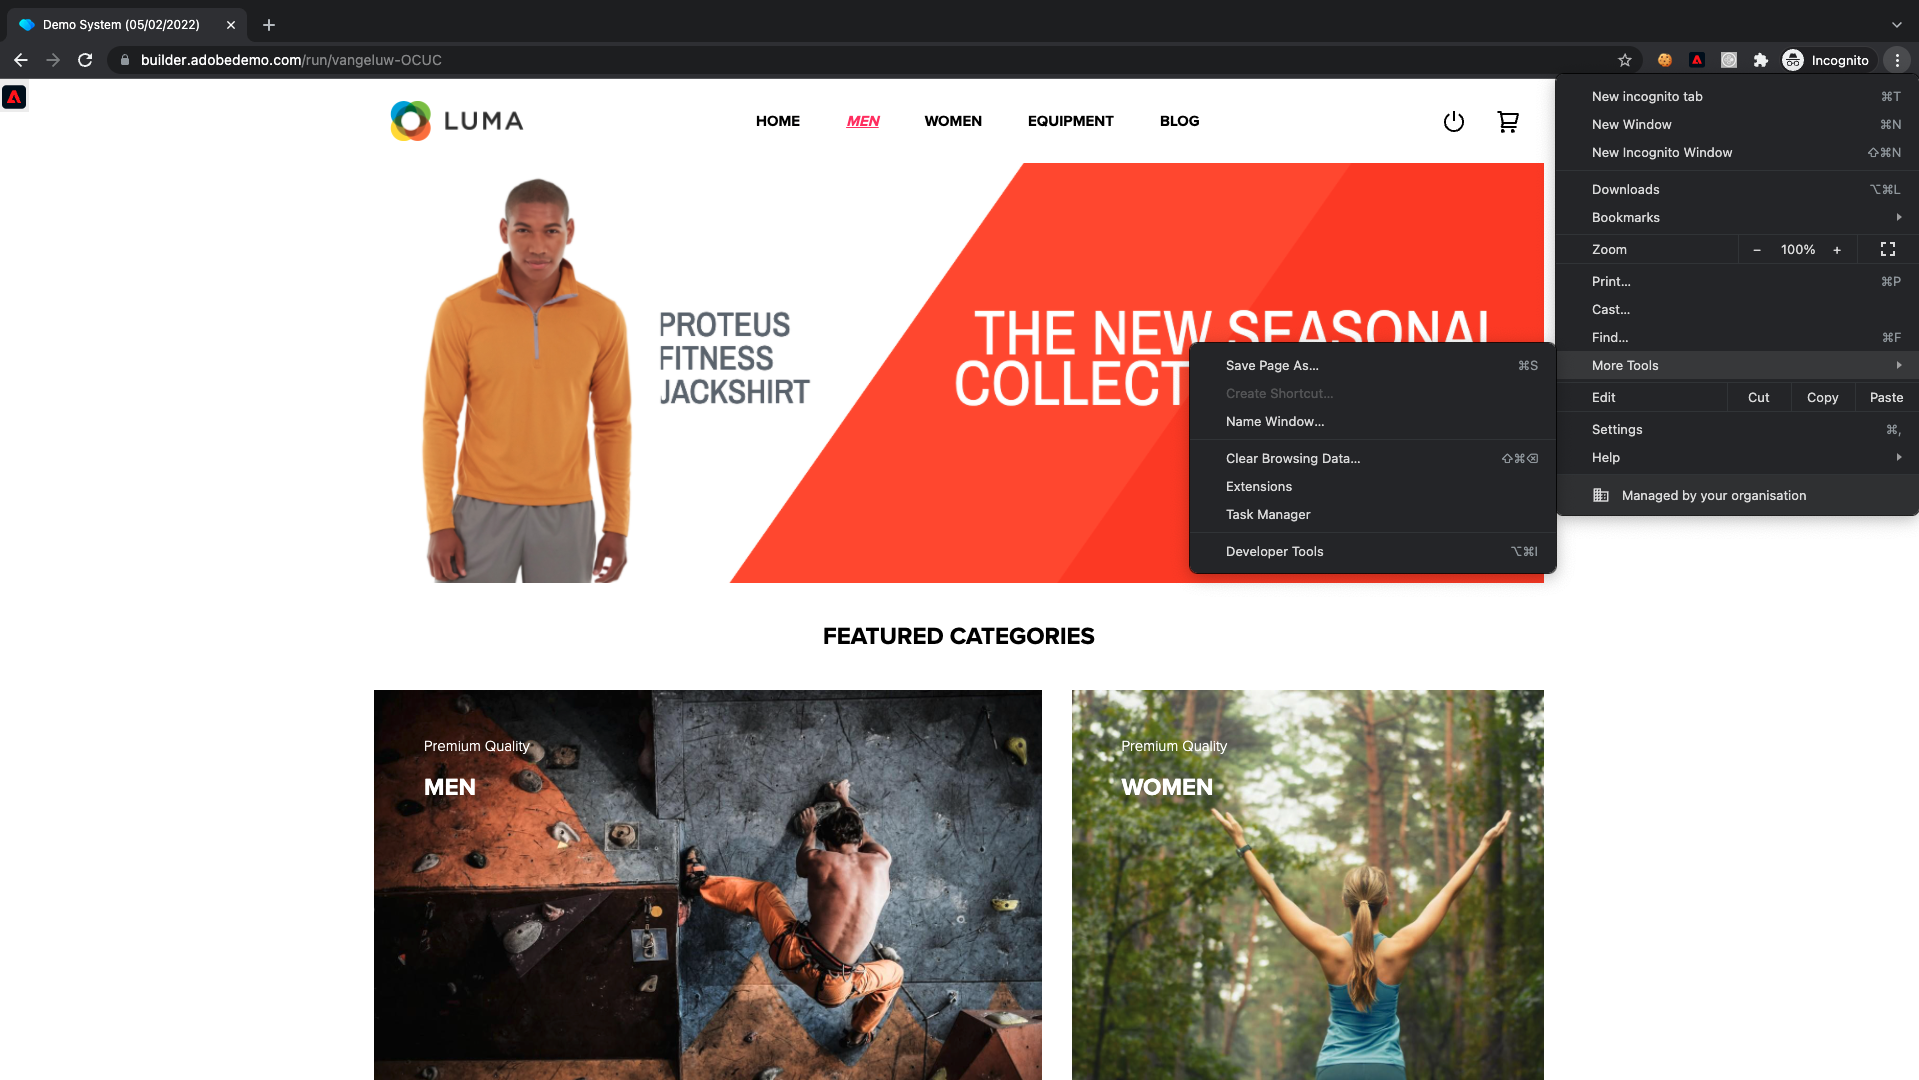 Demo System (05/02/2022)
builder.adobedemo.com/run/vangeluw-OCUC
Incognito
LUMA
HOME
MEN
WOMEN
EQUIPMENT
BLOG
New incognito tab ⌘T
New Window ⌘N
New Incognito Window ⇧⌘N
Downloads ⌥⌘L
Bookmarks
Zoom − 100% +
Print... ⌘P
Cast...
Find... ⌘F
More Tools
Edit Cut Copy Paste
Settings ⌘,
Help
Managed by your organisation
Save Page As... ⌘S
Create Shortcut...
Name Window...
Clear Browsing Data... ⇧⌘⌫
Extensions
Task Manager
Developer Tools ⌥⌘I
PROTEUS
FITNESS
JACKSHIRT
THE NEW SEASONAL
COLLECT
FEATURED CATEGORIES
Premium Quality
MEN
Premium Quality
WOMEN